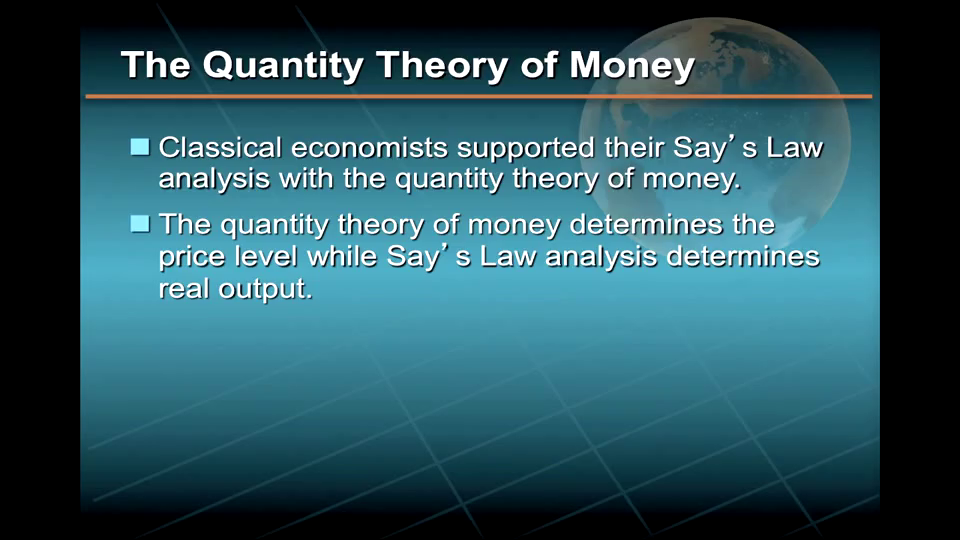 The Quantity Theory of Money
Classical economists supported their Say’s Law
analysis with the quantity theory of money.
The quantity theory of money determines the
price level while Say’s Law analysis determines
real output.